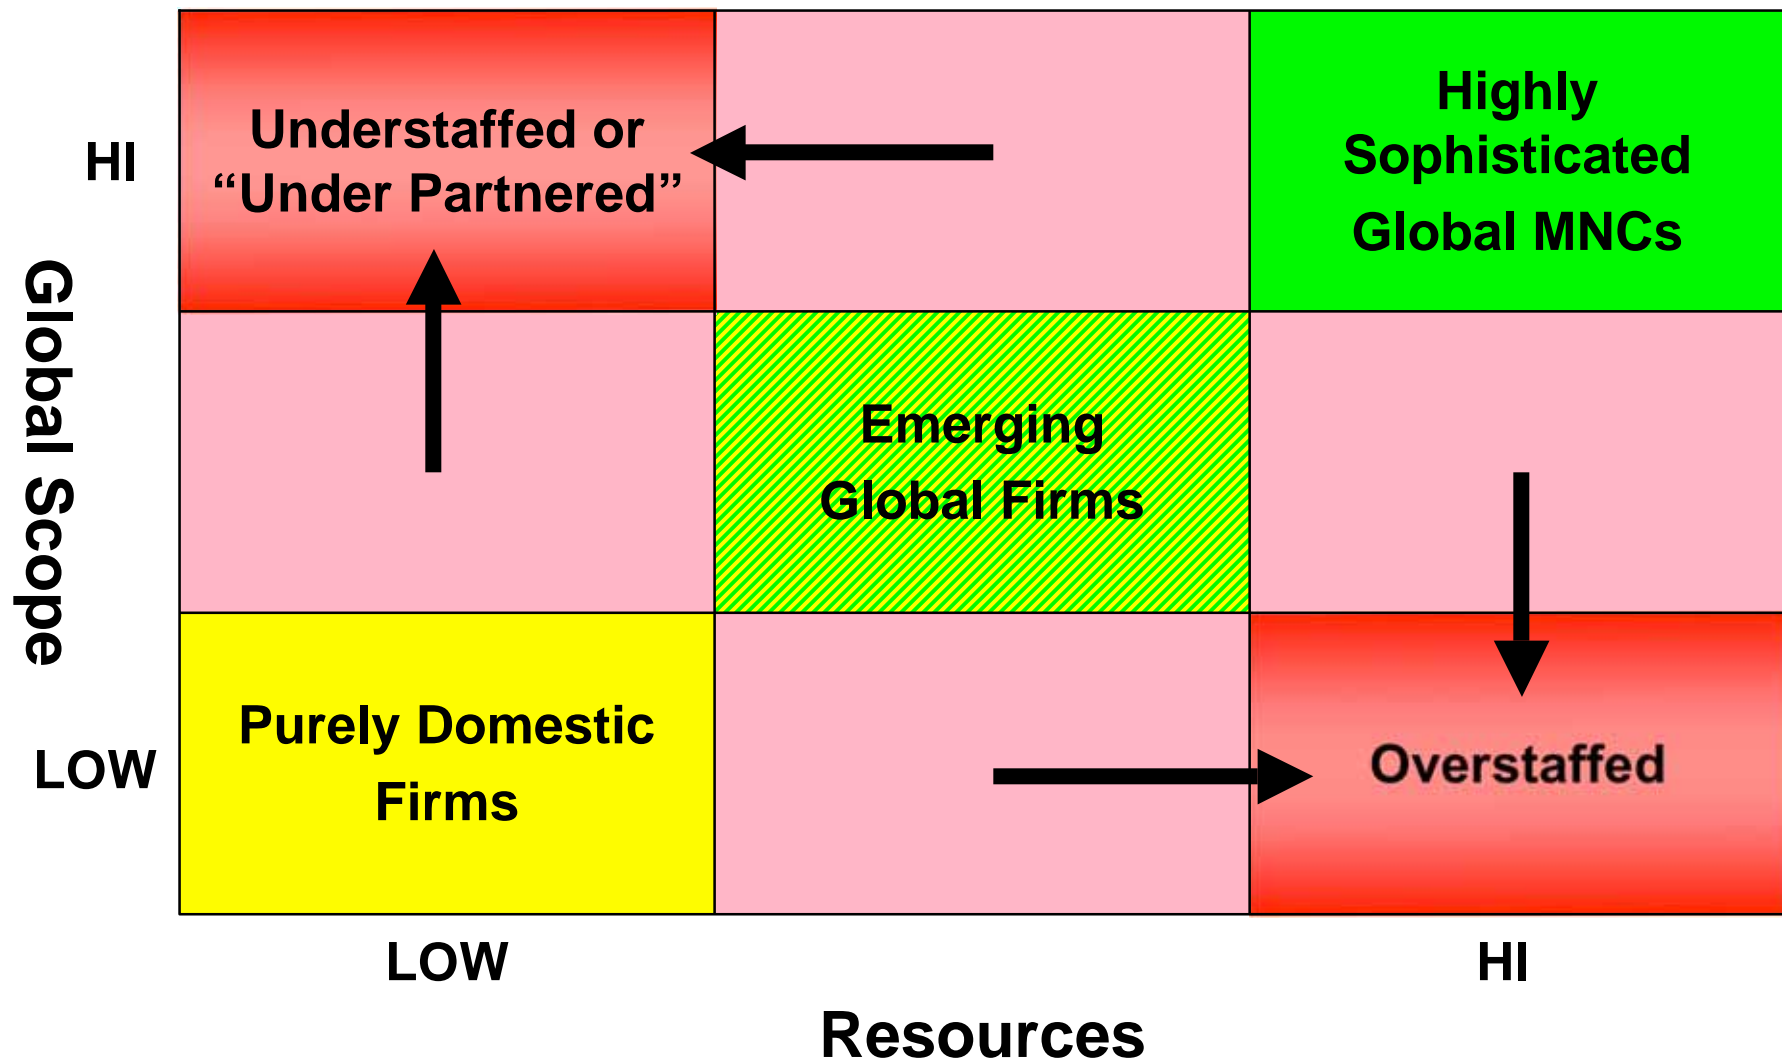 Understaffed or
“Under Partnered”
Highly
Sophisticated
Global MNCs
HI
Global Scope
Emerging
Global Firms
Purely Domestic
Firms
Overstaffed
LOW
LOW
HI
Resources